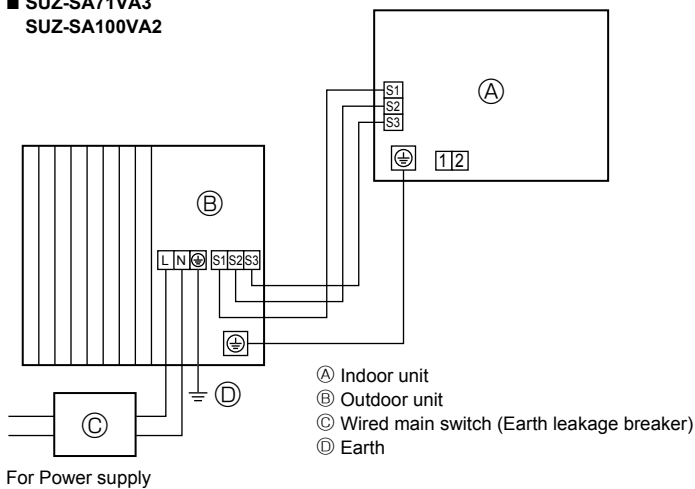 ■ SUZ-SA71VA3
SUZ-SA100VA2
S1
S2
S3
Ⓐ
1 2
Ⓑ
L N S1 S2 S3
Ⓓ
Ⓒ
For Power supply
Ⓐ Indoor unit
Ⓑ Outdoor unit
Ⓒ Wired main switch (Earth leakage breaker)
Ⓓ Earth